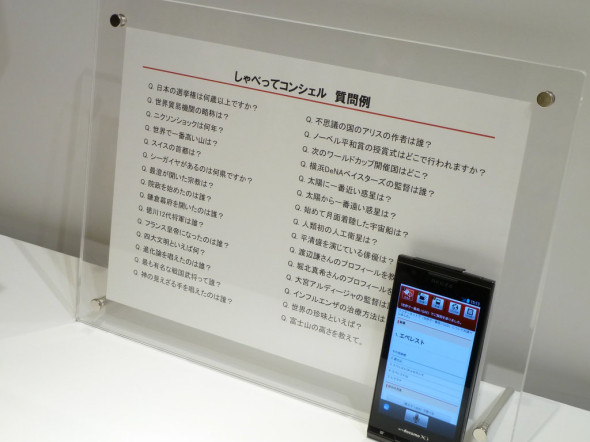 しゃべってコンシェル 質問例
Q. 日本の選挙権は何歳以上ですか？
Q. 世界貿易機関の略称は？
Q. ニクソンショックは何年？
Q. 世界で一番高い山は？
Q. スイスの首都は？
Q. シーガイヤがあるのは何県ですか？
Q. 最澄が開いた宗教は？
Q. 院政を始めたのは誰？
Q. 鎌倉幕府を開いたのは誰？
Q. 徳川12代将軍は誰？
Q. フランス皇帝になったのは誰？
Q. 四大文明といえば何？
Q. 進化論を唱えたのは誰？
Q. 最も有名な戦国武将って誰？
Q. 神の見えざる手を唱えたのは誰？
Q. 不思議の国のアリスの作者は誰？
Q. ノーベル平和賞の授賞式はどこで行われますか？
Q. 次のワールドカップ開催国はどこ？
Q. 横浜DeNAベイスターズの監督は誰？
Q. 太陽に一番近い惑星は？
Q. 太陽から一番遠い惑星は？
Q. 始めて月面着陸した宇宙船は？
Q. 人類初の人工衛星は？
Q. 平清盛を演じている俳優は？
Q. 渡辺謙さんのプロフィールを教
Q. 堀北真希さんのプロフィールを
Q. 大宮アルディージャの監督は
Q. インフルエンザの治療方法は
Q. 世界の珍味といえば？
Q. 富士山の高さを教えて。
エベレスト
docomo